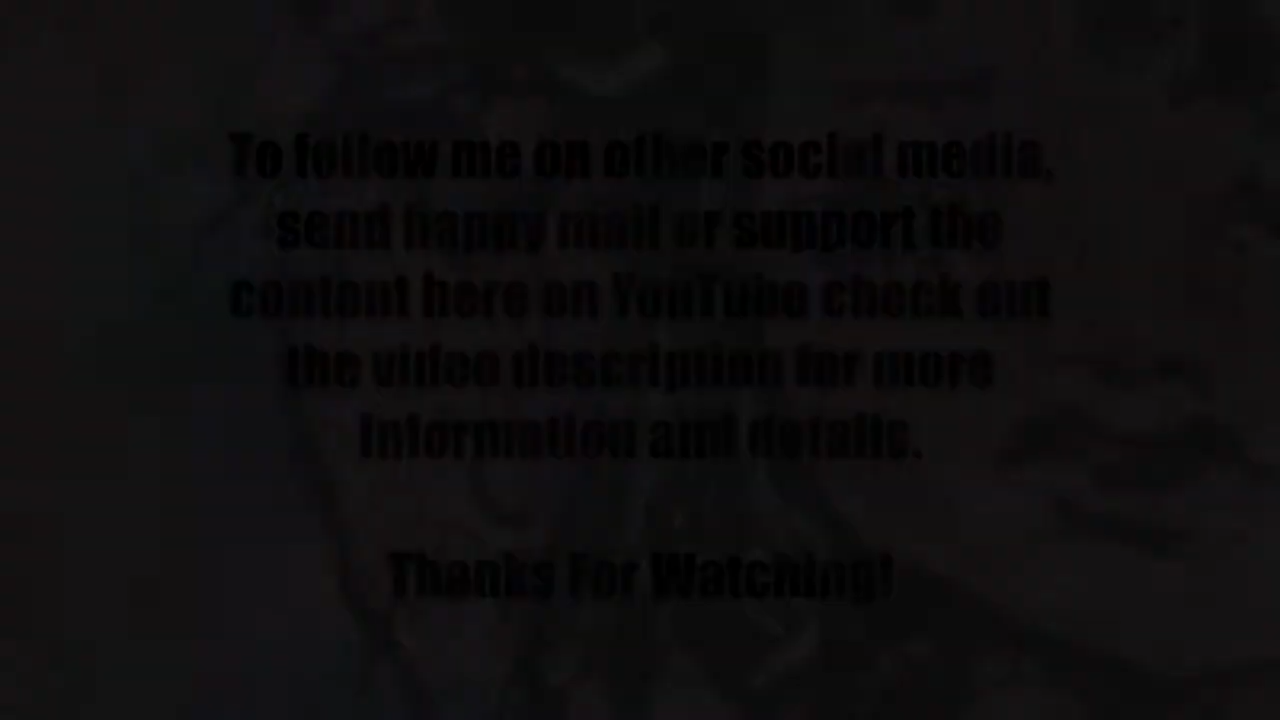 To follow me on other social media,
send happy mail or support the
content here on YouTube check out
the video description for more
information and details.
Thanks For Watching!